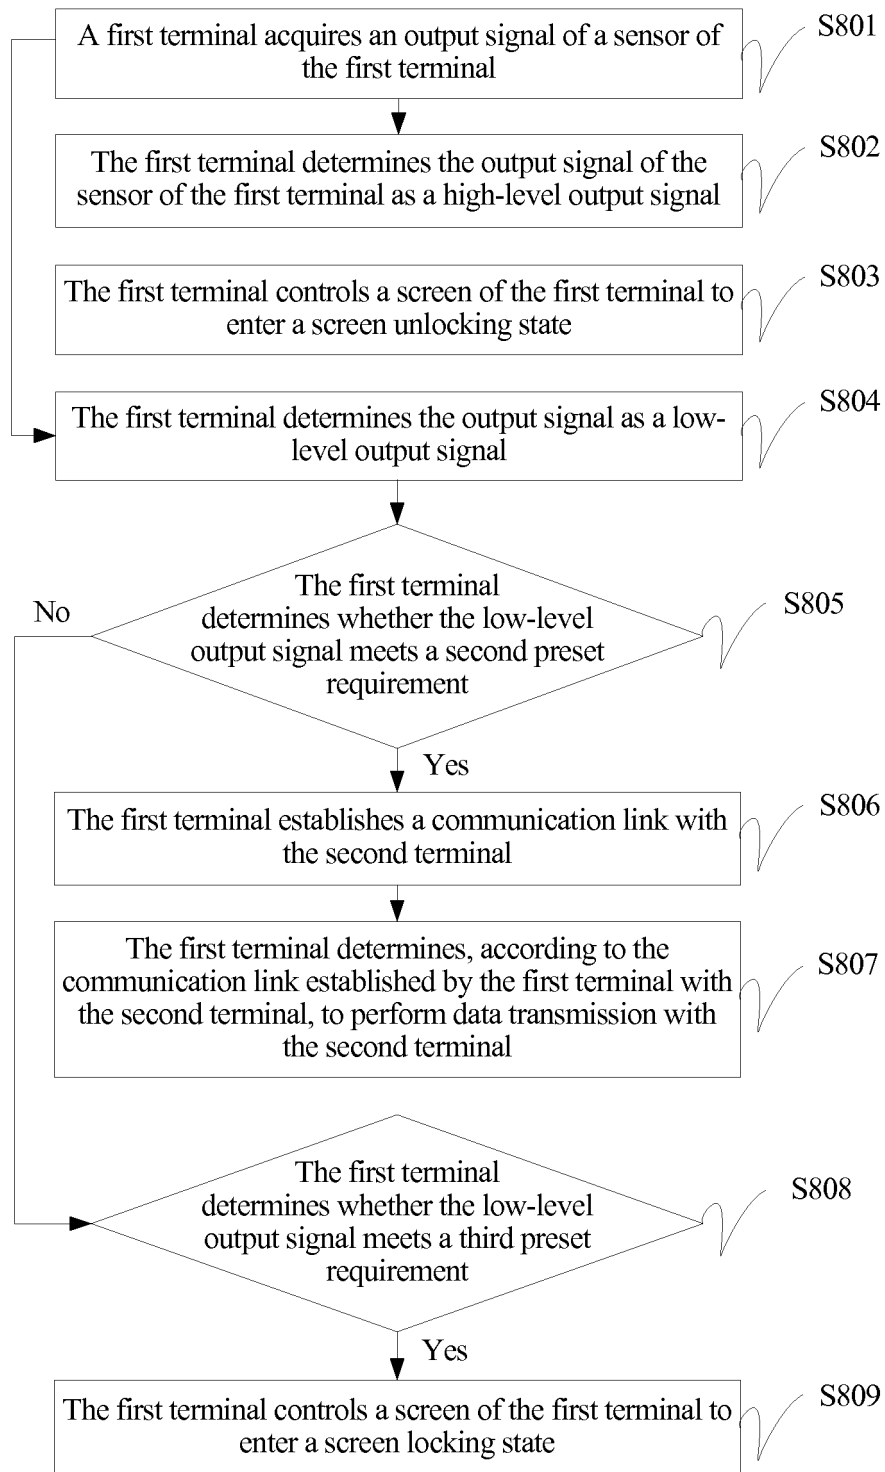 A first terminal acquires an output signal of a sensor of
the first terminal
S801
The first terminal determines the output signal of the
sensor of the first terminal as a high-level output signal
S802
The first terminal controls a screen of the first terminal to
enter a screen unlocking state
S803
The first terminal determines the output signal as a low-
level output signal
S804
The first terminal
determines whether the low-level
output signal meets a second preset
requirement
S805
No
Yes
The first terminal establishes a communication link with
the second terminal
S806
The first terminal determines, according to the
communication link established by the first terminal with
the second terminal, to perform data transmission with
the second terminal
S807
The first terminal
determines whether the low-level
output signal meets a third preset
requirement
S808
Yes
The first terminal controls a screen of the first terminal to
enter a screen locking state
S809